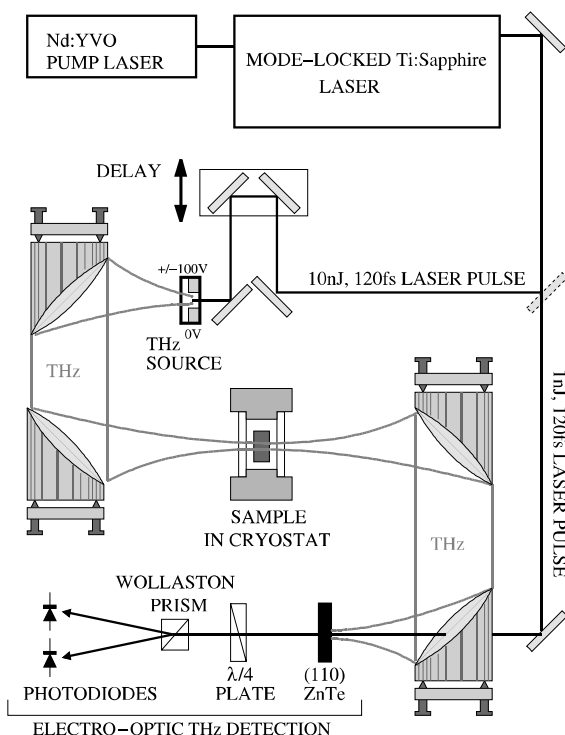 Nd:YVO
PUMP LASER
MODE–LOCKED Ti:Sapphire
LASER
DELAY
+/−100V
10nJ, 120fs LASER PULSE
0V
THz
SOURCE
THz
1nJ, 120fs LASER PULSE
SAMPLE
IN CRYOSTAT
THz
WOLLASTON
PRISM
λ/4
PLATE
(110)
ZnTe
PHOTODIODES
ELECTRO–OPTIC THz DETECTION